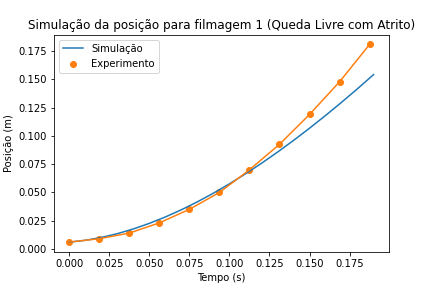 Simulação da posição para filmagem 1 (Queda Livre com Atrito)
Simulação
Experimento
Posição (m)
0.175
0.150
0.125
0.100
0.075
0.050
0.025
0.000
0.000 0.025 0.050 0.075 0.100 0.125 0.150 0.175
Tempo (s)